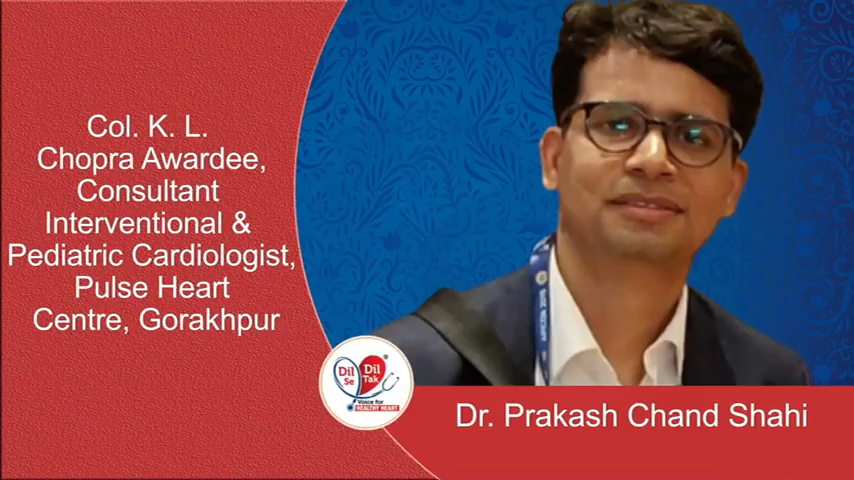 Col. K. L.
Chopra Awardee,
Consultant
Interventional &
Pediatric Cardiologist,
Pulse Heart
Centre, Gorakhpur
Dil
Se
Dil
Tak
Voice for
HEALTHY HEART
Dr. Prakash Chand Shahi